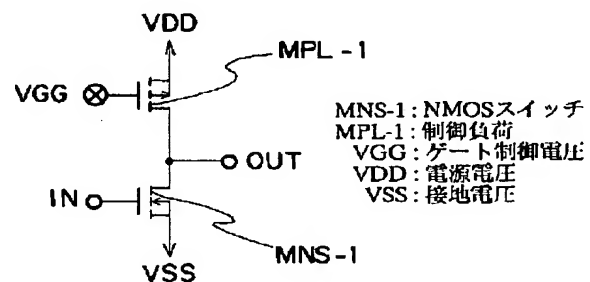 VDD
MPL-1
VGG
OUT
IN
MNS-1
VSS
MNS-1:NMOSスイッチ
MPL-1:制御負荷
VGG:ゲート制御電圧
VDD:電源電圧
VSS:接地電圧